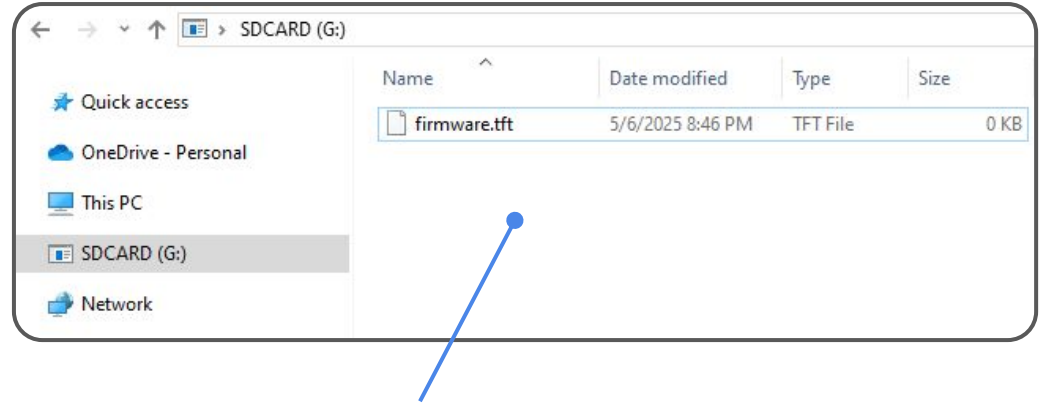 SDCARD (G:)
Name Date modified Type Size
Quick access
firmware.tft 5/6/2025 8:46 PM TFT File 0 KB
OneDrive - Personal
This PC
SDCARD (G:)
Network